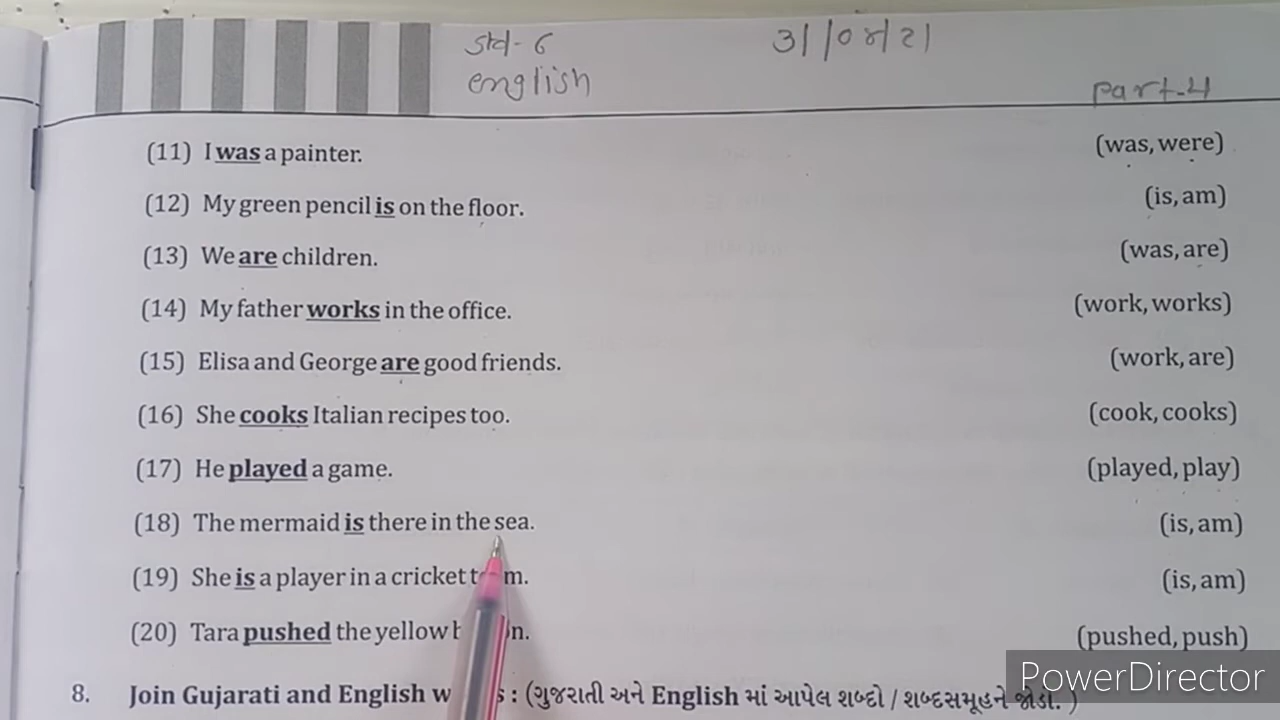 Std - 6 31/08/21
english
Part-4
(11) I was a painter. (was, were)
(12) My green pencil is on the floor. (is, am)
(13) We are children. (was, are)
(14) My father works in the office. (work, works)
(15) Elisa and George are good friends. (work, are)
(16) She cooks Italian recipes too. (cook, cooks)
(17) He played a game. (played, play)
(18) The mermaid is there in the sea. (is, am)
(19) She is a player in a cricket (is, am)
(20) Tara pushed the yellow (pushed, push)
8. Join Gujarati and English : (ગુજરાતી અને English માં આપેલ શબ્દો / શબ્દસમૂહને જોડો. )
PowerDirector